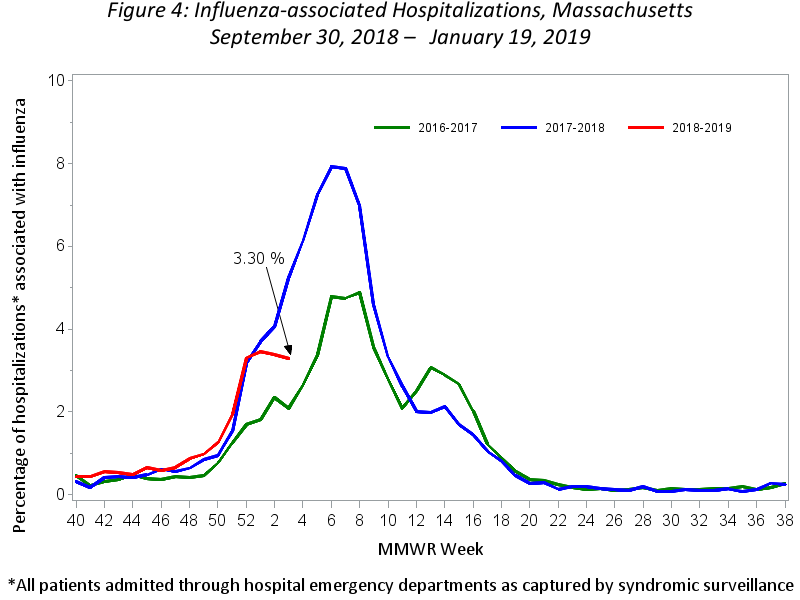 Figure 4: Influenza-associated Hospitalizations, Massachusetts
September 30, 2018 – January 19, 2019
Percentage of hospitalizations* associated with influenza
10
8
6
4
2
0
2016-2017 2017-2018 2018-2019
3.30 %
40 42 44 46 48 50 52 2 4 6 8 10 12 14 16 18 20 22 24 26 28 30 32 34 36 38
MMWR Week
*All patients admitted through hospital emergency departments as captured by syndromic surveillance